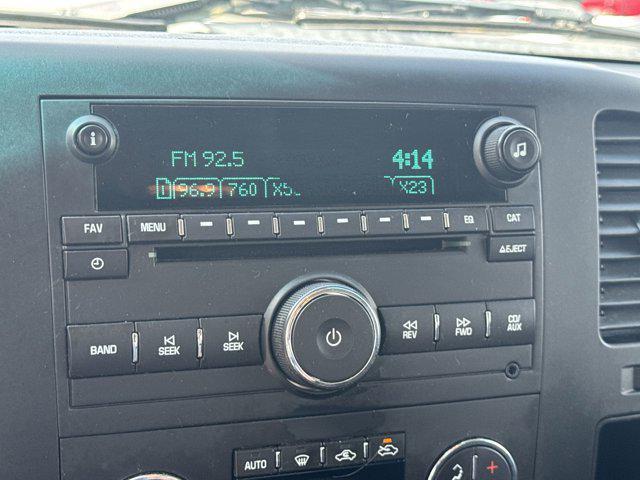 FM 92.5 4:14
1 96.9 760 X23
FAV MENU EQ CAT
EJECT
BAND SEEK SEEK REV FWD CD/AUX
AUTO